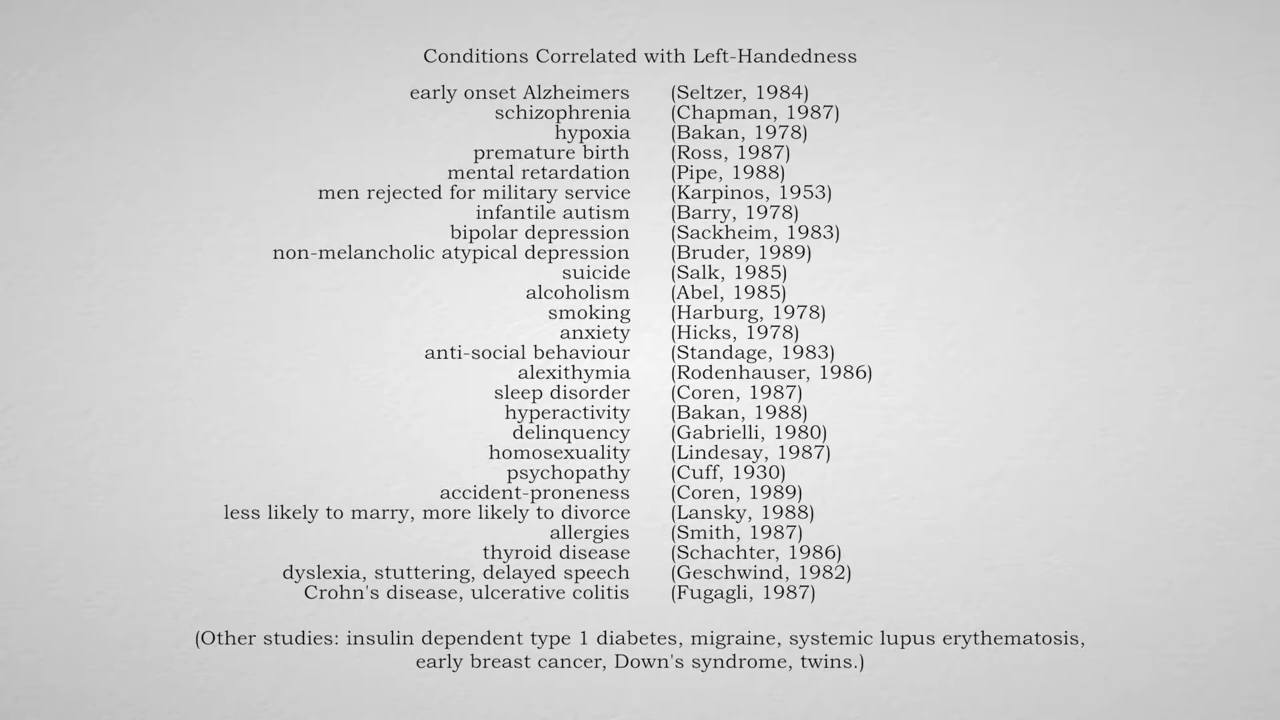 Conditions Correlated with Left-Handedness
early onset Alzheimers (Seltzer, 1984)
schizophrenia (Chapman, 1987)
hypoxia (Bakan, 1978)
premature birth (Ross, 1987)
mental retardation (Pipe, 1988)
men rejected for military service (Karpinos, 1953)
infantile autism (Barry, 1978)
bipolar depression (Sackheim, 1983)
non-melancholic atypical depression (Bruder, 1989)
suicide (Salk, 1985)
alcoholism (Abel, 1985)
smoking (Harburg, 1978)
anxiety (Hicks, 1978)
anti-social behaviour (Standage, 1983)
alexithymia (Rodenhauser, 1986)
sleep disorder (Coren, 1987)
hyperactivity (Bakan, 1988)
delinquency (Gabrielli, 1980)
homosexuality (Lindesay, 1987)
psychopathy (Cuff, 1930)
accident-proneness (Coren, 1989)
less likely to marry, more likely to divorce (Lansky, 1988)
allergies (Smith, 1987)
thyroid disease (Schachter, 1986)
dyslexia, stuttering, delayed speech (Geschwind, 1982)
Crohn's disease, ulcerative colitis (Fugagli, 1987)
(Other studies: insulin dependent type 1 diabetes, migraine, systemic lupus erythematosis,
early breast cancer, Down's syndrome, twins.)